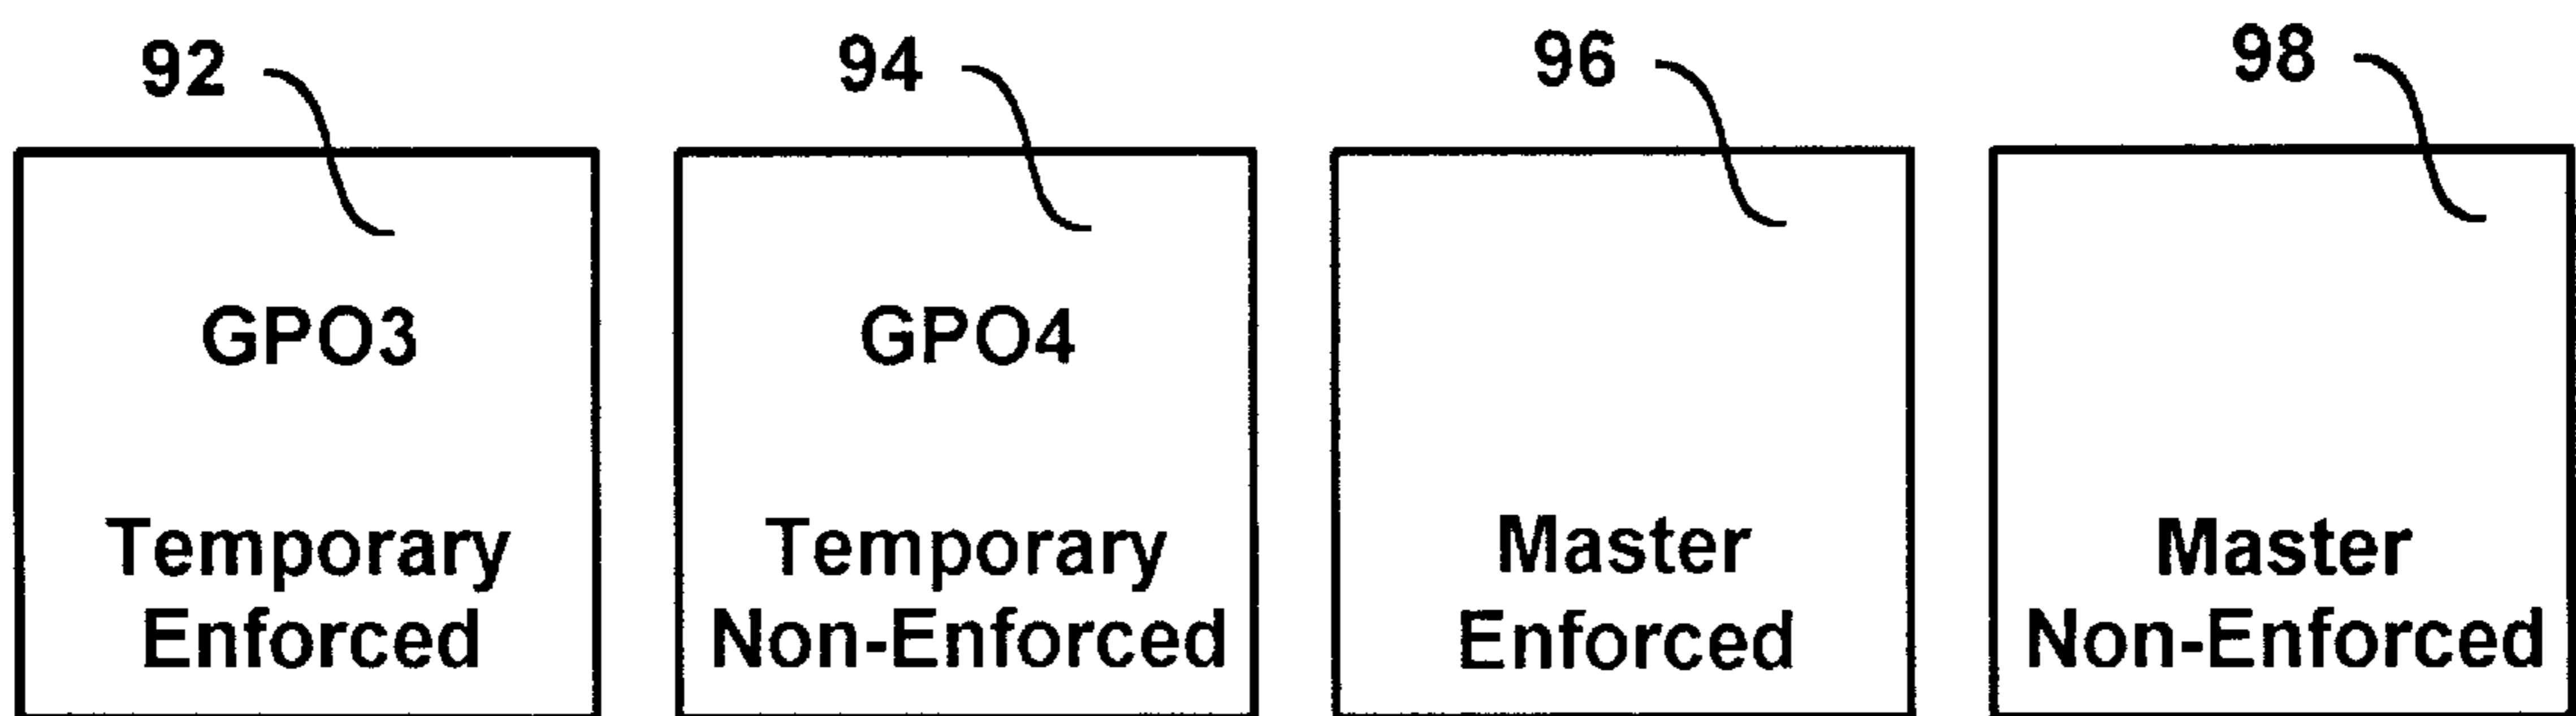 92
94
96
98
GPO3
GPO4
Temporary
Enforced
Temporary
Non-Enforced
Master
Enforced
Master
Non-Enforced